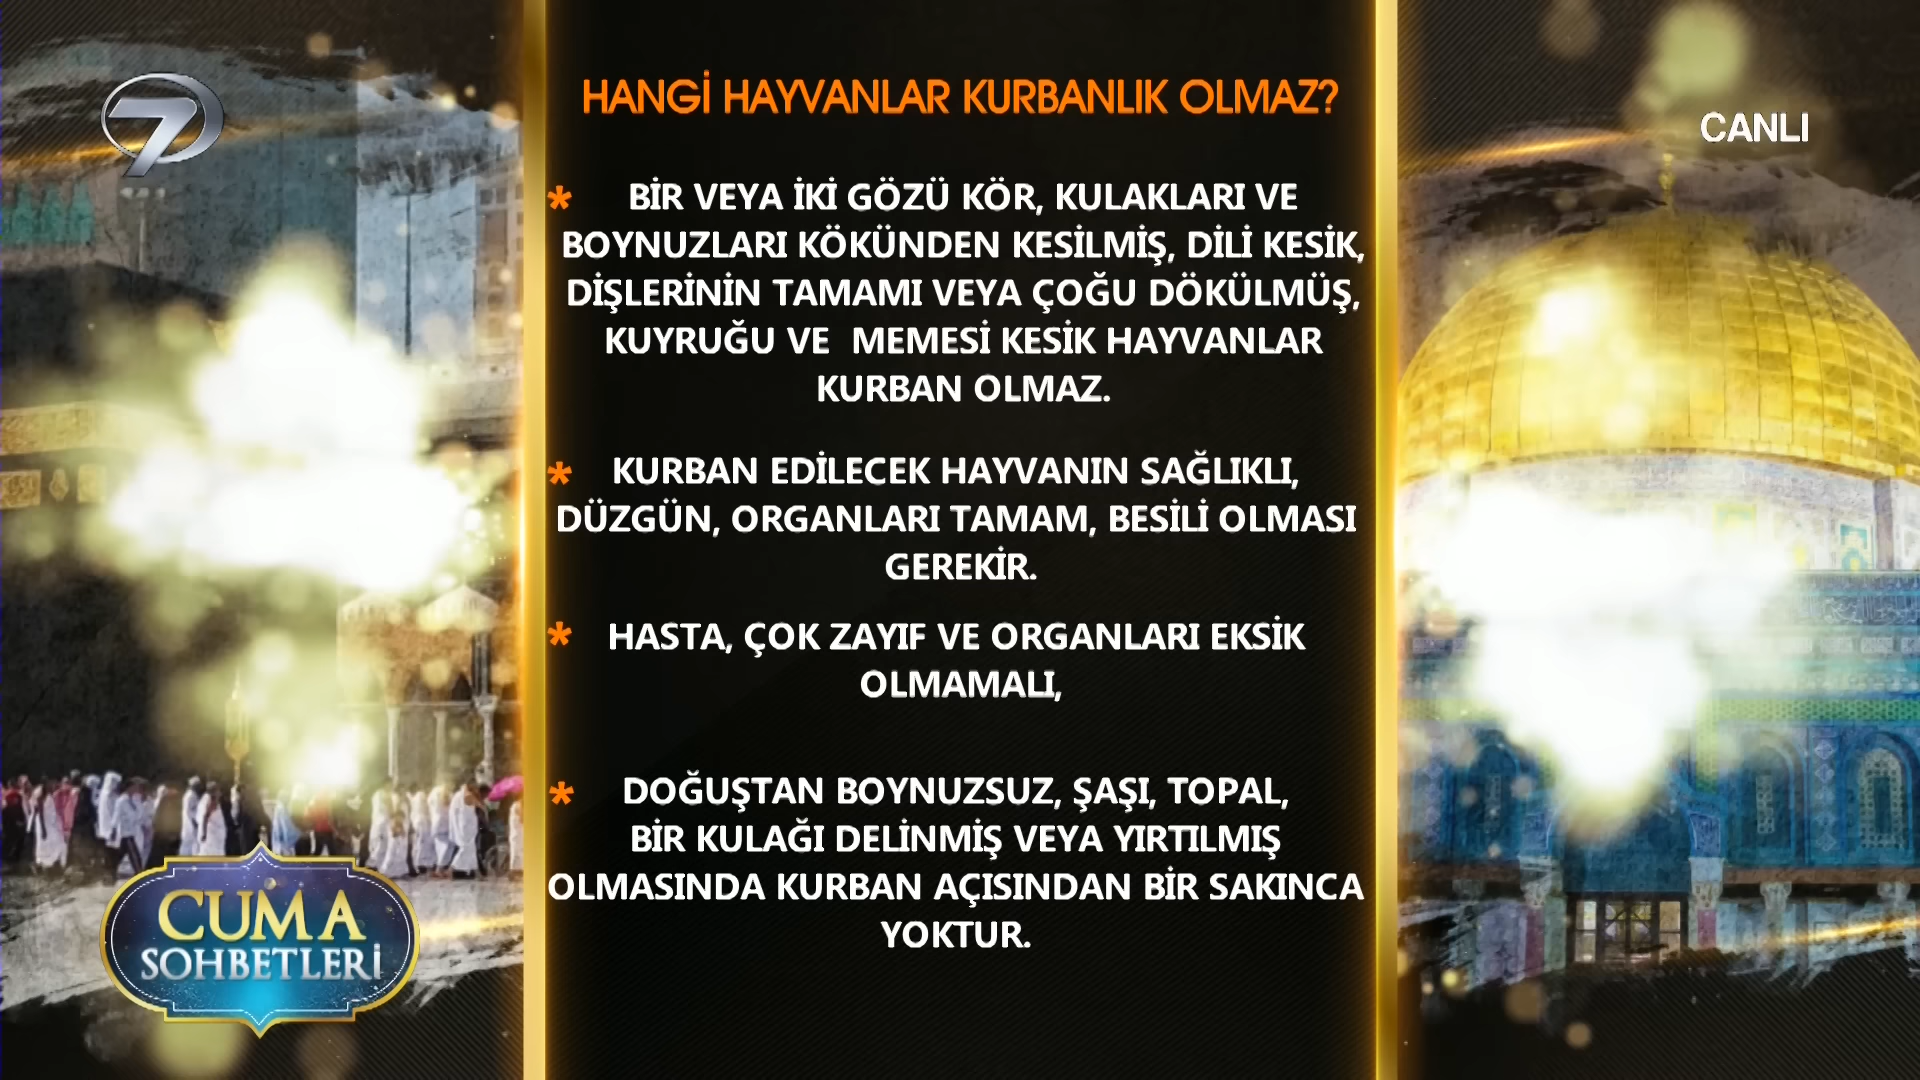 7
CANLI
HANGİ HAYVANLAR KURBANLIK OLMAZ?
* BİR VEYA İKİ GÖZÜ KÖR, KULAKLARI VE
BOYNUZLARI KÖKÜNDEN KESİLMİŞ, DİLİ KESİK,
DİŞLERİNİN TAMAMI VEYA ÇOĞU DÖKÜLMÜŞ,
KUYRUĞU VE MEMESİ KESİK HAYVANLAR
KURBAN OLMAZ.
* KURBAN EDİLECEK HAYVANIN SAĞLIKLI,
DÜZGÜN, ORGANLARI TAMAM, BESİLİ OLMASI
GEREKİR.
* HASTA, ÇOK ZAYIF VE ORGANLARI EKSİK
OLMAMALI,
* DOĞUŞTAN BOYNUZSUZ, ŞAŞI, TOPAL,
BİR KULAĞI DELİNMİŞ VEYA YIRTILMIŞ
OLMASINDA KURBAN AÇISINDAN BİR SAKINCA
YOKTUR.
CUMA
SOHBETLERİ